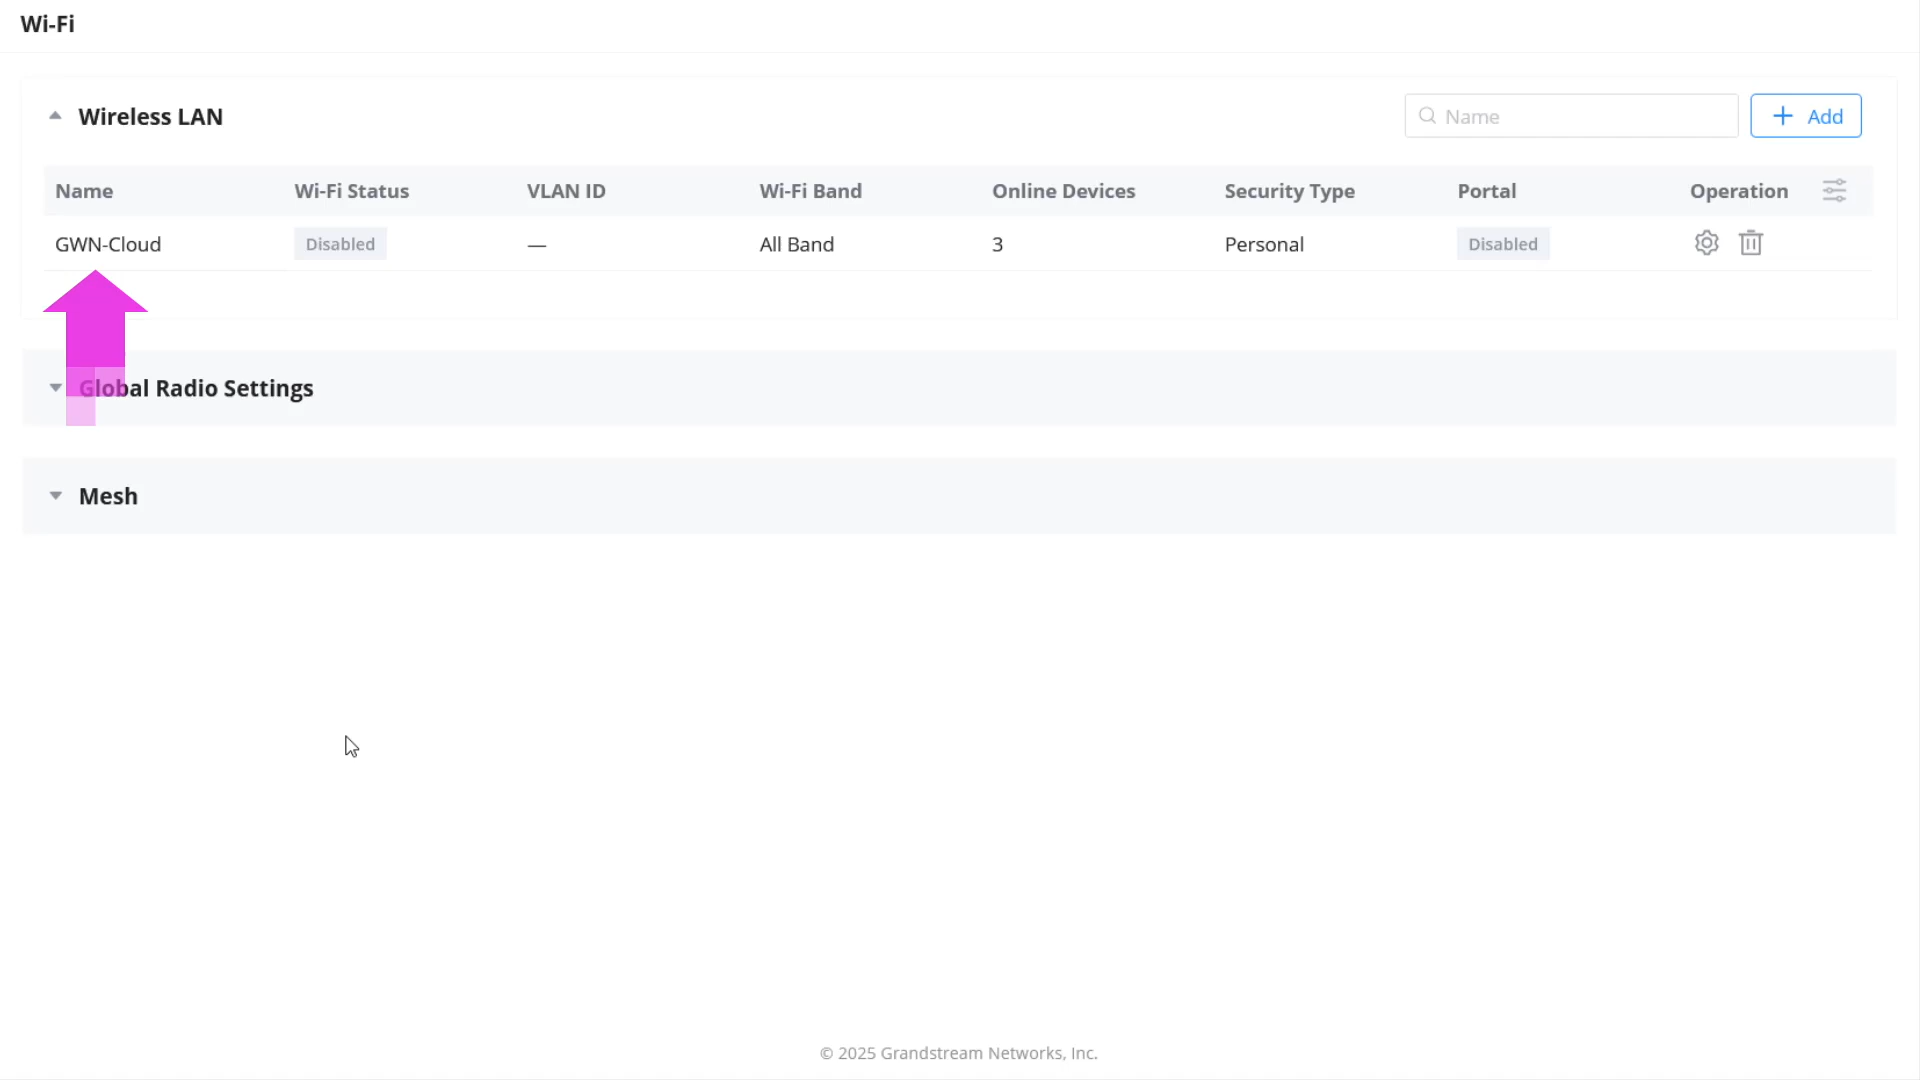 Wi-Fi
Wireless LAN
Name
Add
Name Wi-Fi Status VLAN ID Wi-Fi Band Online Devices Security Type Portal Operation
GWN-Cloud Disabled — All Band 3 Personal Disabled
Global Radio Settings
Mesh
© 2025 Grandstream Networks, Inc.